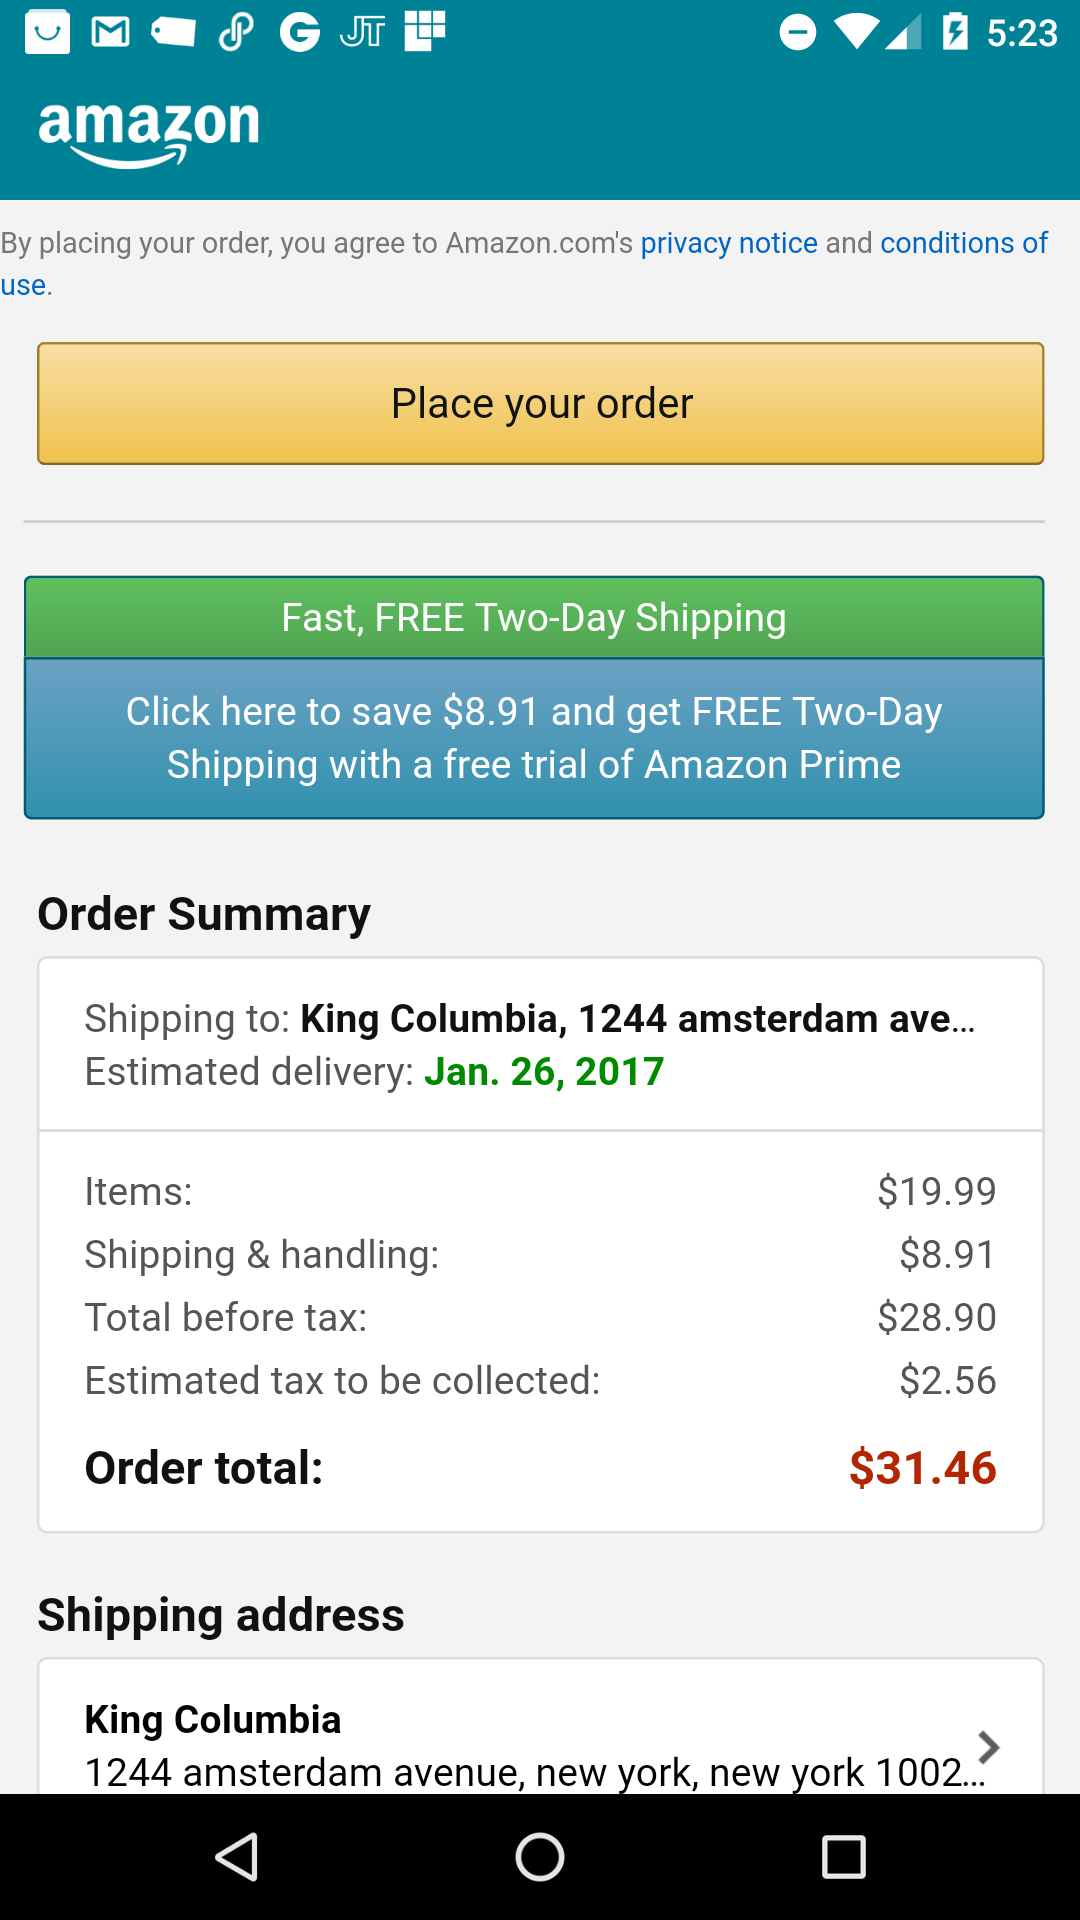 5:23
amazon
By placing your order, you agree to Amazon.com's privacy notice and conditions of
use.
Place your order
Fast, FREE Two-Day Shipping
Click here to save $8.91 and get FREE Two-Day
Shipping with a free trial of Amazon Prime
Order Summary
Shipping to: King Columbia, 1244 amsterdam ave...
Estimated delivery: Jan. 26, 2017
Items: $19.99
Shipping & handling: $8.91
Total before tax: $28.90
Estimated tax to be collected: $2.56
Order total: $31.46
Shipping address
King Columbia
1244 amsterdam avenue, new york, new york 1002...